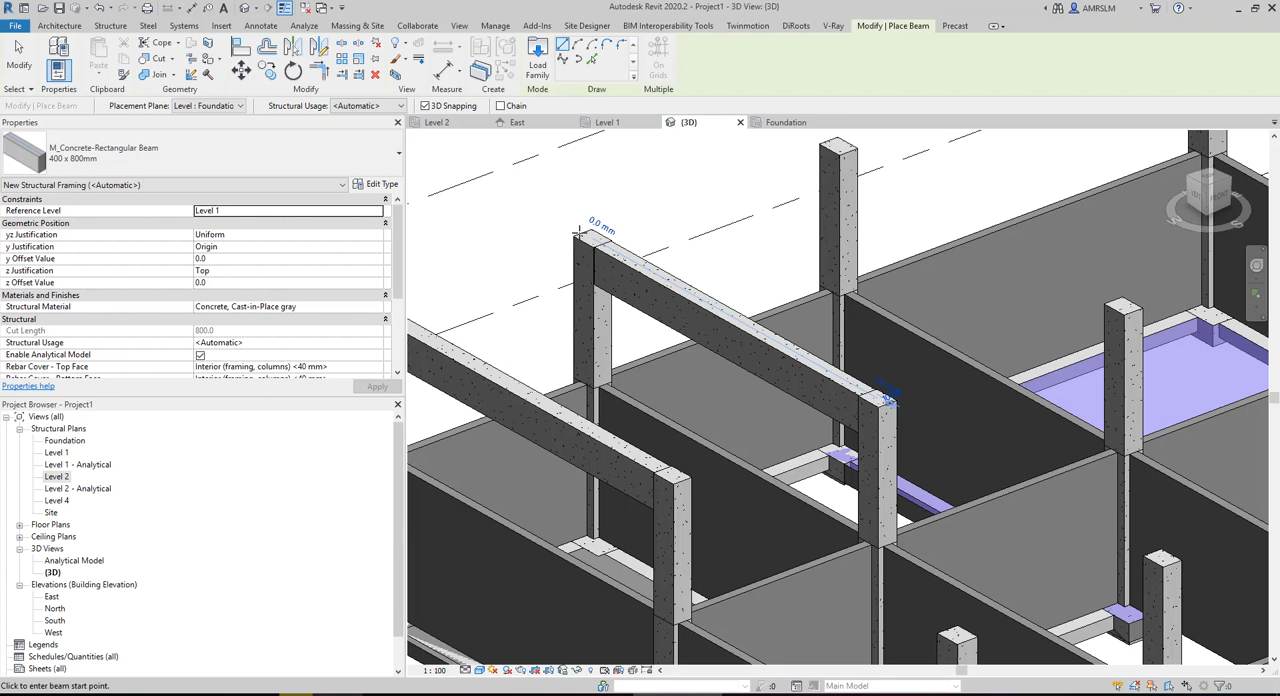 Autodesk Revit 2020.2 - Project1 - 3D View: {3D}
AMRSLM
File Architecture Structure Steel Systems Insert Annotate Analyze Massing & Site Collaborate View Manage Add-Ins Site Designer BIM Interoperability Tools Twinmotion DiRoots V-Ray Modify | Place Beam Precast
Modify
Paste
Cope
Cut
Join
Load
Family
On
Grids
Select Properties Clipboard Geometry Modify View Measure Create Mode Draw Multiple
Modify | Place Beam Placement Plane: Level : Foundatio Structural Usage: <Automatic> 3D Snapping Chain
Properties
Level 2 East Level 1 (3D) Foundation
M_Concrete-Rectangular Beam
400 x 800mm
New Structural Framing (<Automatic>) Edit Type
Constraints
Reference Level Level 1
Geometric Position
yz Justification Uniform
y Justification Origin
y Offset Value 0.0
z Justification Top
z Offset Value 0.0
Materials and Finishes
Structural Material Concrete, Cast-in-Place gray
Structural
Cut Length 800.0
Structural Usage <Automatic>
Enable Analytical Model
Rebar Cover - Top Face Interior (framing, columns) <40 mm>
Properties help Apply
Project Browser - Project1
Views (all)
Structural Plans
Foundation
Level 1
Level 1 - Analytical
Level 2
Level 2 - Analytical
Level 4
Site
Floor Plans
Ceiling Plans
3D Views
Analytical Model
(3D)
Elevations (Building Elevation)
East
North
South
West
Legends
Schedules/Quantities (all)
Sheets (all)
0.0 mm
FRONT
1 : 100
Click to enter beam start point.
:0
Main Model
:0